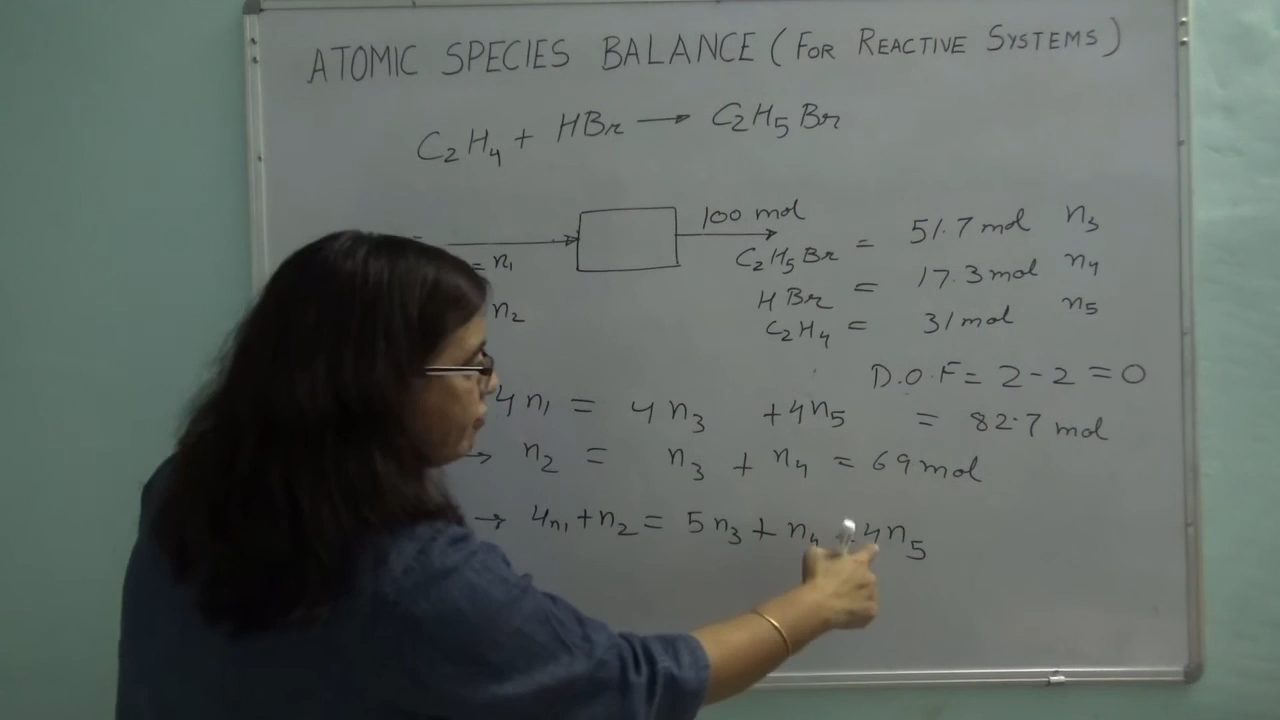 ATOMIC SPECIES BALANCE (FOR REACTIVE SYSTEMS)
C2H4 + HBr → C2H5Br
100 mol
= n1
n2
C2H5Br = 51.7 mol n3
HBr = 17.3 mol n4
C2H4 = 31 mol n5
D.O.F = 2 - 2 = 0
4n1 = 4n3 + 4n5 = 82.7 mol
→ n2 = n3 + n4 = 69 mol
→ 4n1 + n2 = 5n3 + n4 + 4n5